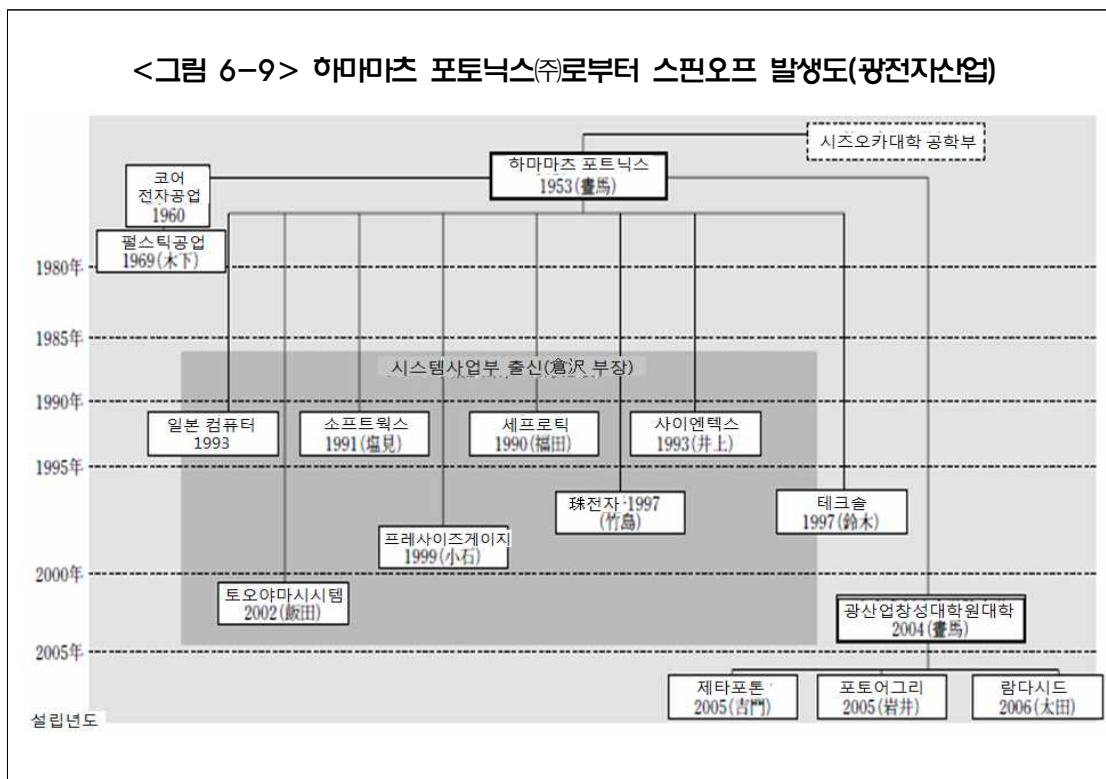 <그림 6-9> 하마마츠 포토닉스㈜로부터 스핀오프 발생도(광전자산업)
시즈오카대학 공학부
하마마츠 포트닉스
1953(晝馬)
코어
전자공업
1960
펄스틱공업
1969(木下)
1980年
1985年
시스템사업부 출신(倉沢 부장)
1990年
일본 컴퓨터
1993
소프트웍스
1991(塩見)
세프로틱
1990(福田)
사이엔텍스
1993(井上)
1995年
珠전자·1997
(竹島)
테크솔
1997(鈴木)
프레사이즈게이지
1999(小石)
2000年
토오야마시시템
2002(飯田)
광산업창성대학원대학
2004(晝馬)
2005年
제타포톤
2005(吉門)
포토어그리
2005(岩井)
람다시드
2006(太田)
설립년도